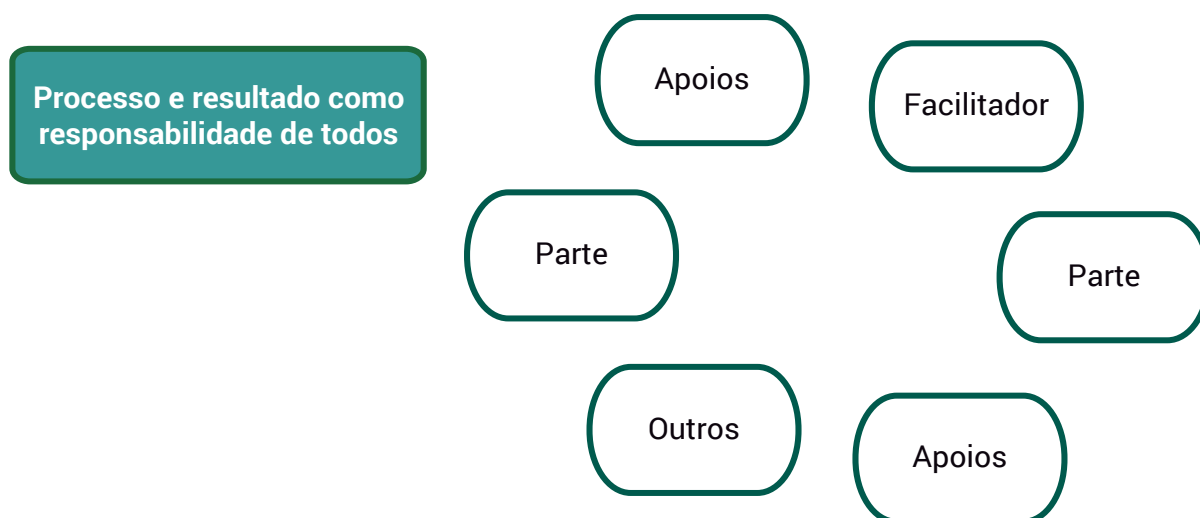 Processo e resultado como
responsabilidade de todos
Apoios
Facilitador
Parte
Parte
Outros
Apoios